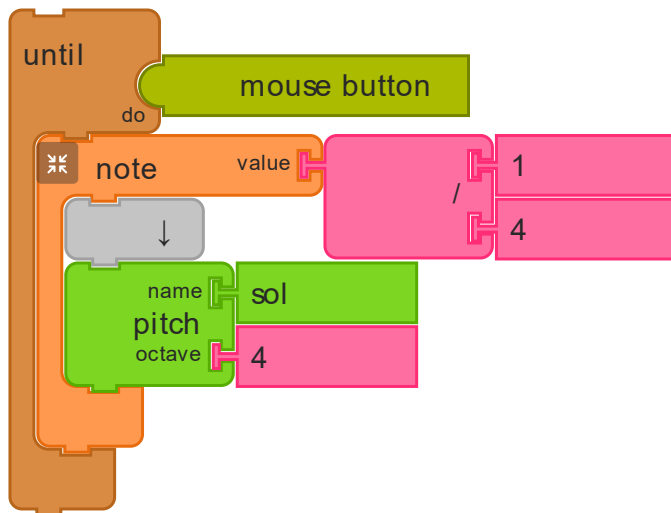 until
mouse button
do
note
value
1
/
4
↓
name
sol
pitch
octave
4